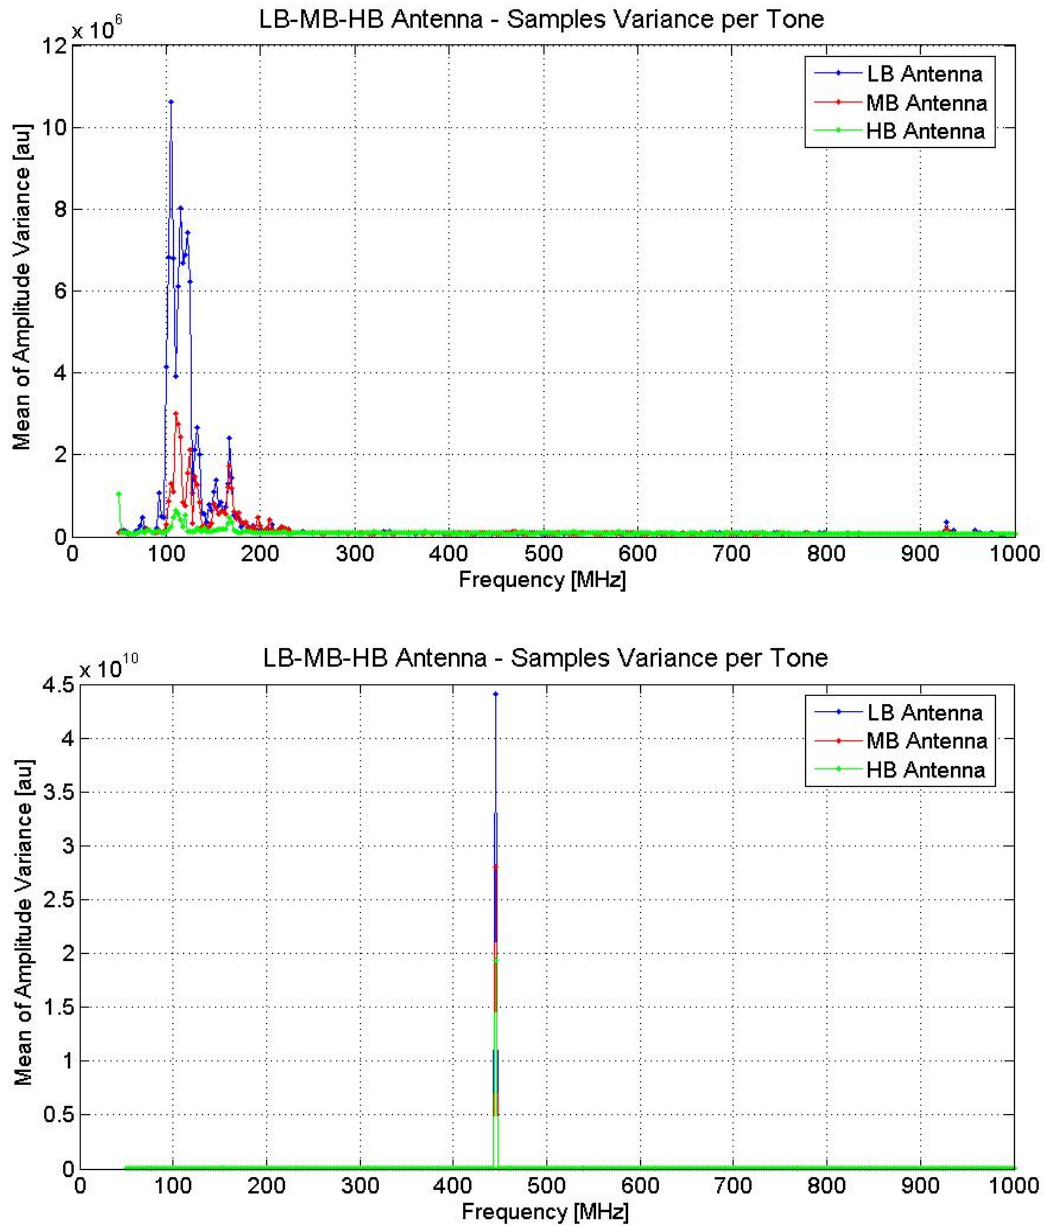 LB-MB-HB Antenna - Samples Variance per Tone
x 10^6
12
10
8
6
4
2
0
Mean of Amplitude Variance [au]
LB Antenna
MB Antenna
HB Antenna
0 100 200 300 400 500 600 700 800 900 1000
Frequency [MHz]
LB-MB-HB Antenna - Samples Variance per Tone
x 10^10
4.5
4
3.5
3
2.5
2
1.5
1
0.5
0
Mean of Amplitude Variance [au]
LB Antenna
MB Antenna
HB Antenna
0 100 200 300 400 500 600 700 800 900 1000
Frequency [MHz]